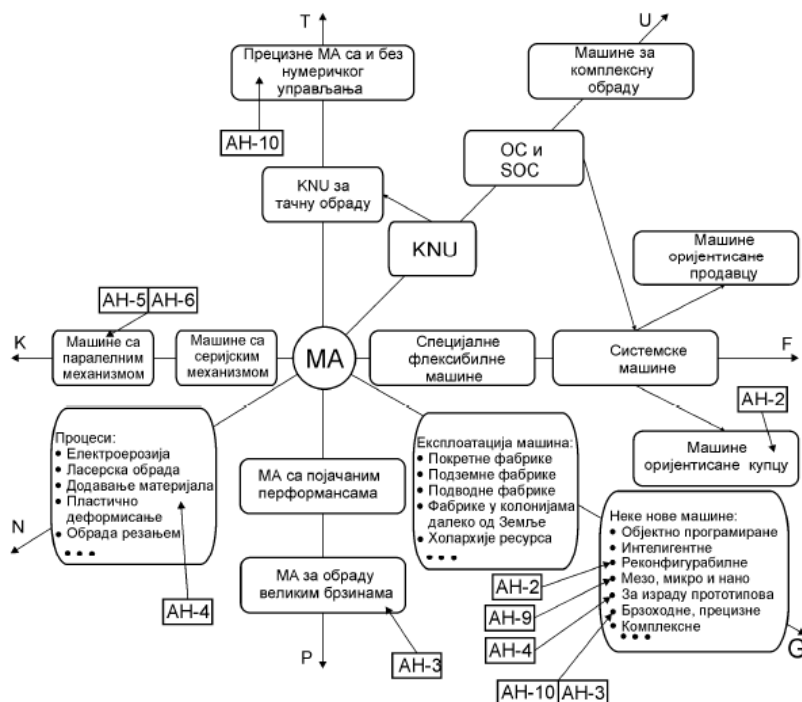 T
U
Прецизне МА са и без
нумеричког
управљања
Машине за
комплексну
обраду
АН-10
ОС и
SOC
KNU за
тачну обраду
KNU
Машине
оријентисане
продавцу
АН-5 АН-6
K
Машине са
паралелним
механизмом
Машине са
серијским
механизмом
МА
Специјалне
флексибилне
машине
Системске
машине
F
АН-2
Процеси:
• Електроерозија
• Ласерска обрада
• Додавање материјала
• Пластично
деформисање
• Обрада резањем
• • •
N
АН-4
МА са појачаним
перформансама
МА за обраду
великим брзинама
АН-3
P
Експлоатација машина:
• Покретне фабрике
• Подземне фабрике
• Подводне фабрике
• Фабрике у колонијама
далеко од Земље
• Холархије ресурса
• • •
Машине
оријентисане купцу
Неке нове машине:
• Објектно програмиране
• Интелигентне
• Реконфигурабилне
• Мезо, микро и нано
• За израду прототипова
• Брзоходне, прецизне
• Комплексне
• • •
АН-2
АН-9
АН-4
АН-10 АН-3
G